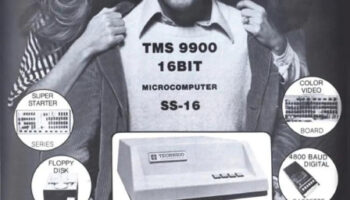 TMS 9900
16BIT
MICROCOMPUTER
SS-16
SUPER
STARTER
SERIES
COLOR
VIDEO
BOARD
FLOPPY
DISK
4800 BAUD
DIGITAL
TECHNICO